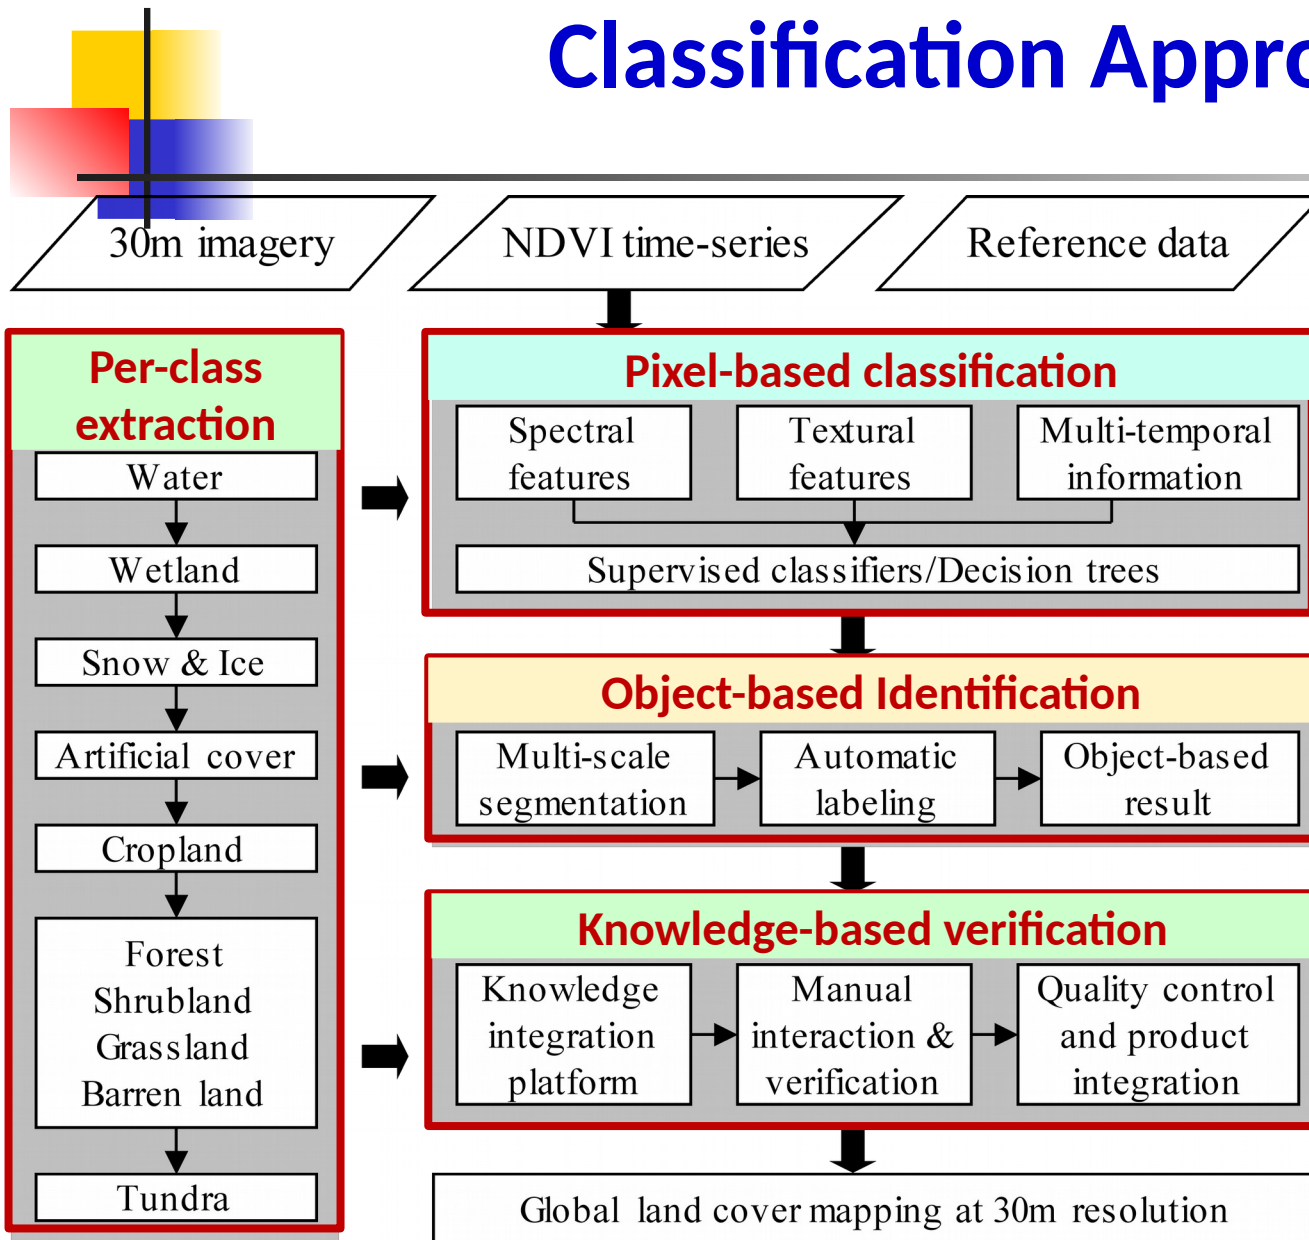 Classification Appro
30m imagery
NDVI time-series
Reference data
Per-class
extraction
Water
Wetland
Snow & Ice
Artificial cover
Cropland
Forest
Shrubland
Grassland
Barren land
Tundra
Pixel-based classification
Spectral
features
Textural
features
Multi-temporal
information
Supervised classifiers/Decision trees
Object-based Identification
Multi-scale
segmentation
Automatic
labeling
Object-based
result
Knowledge-based verification
Knowledge
integration
platform
Manual
interaction &
verification
Quality control
and product
integration
Global land cover mapping at 30m resolution